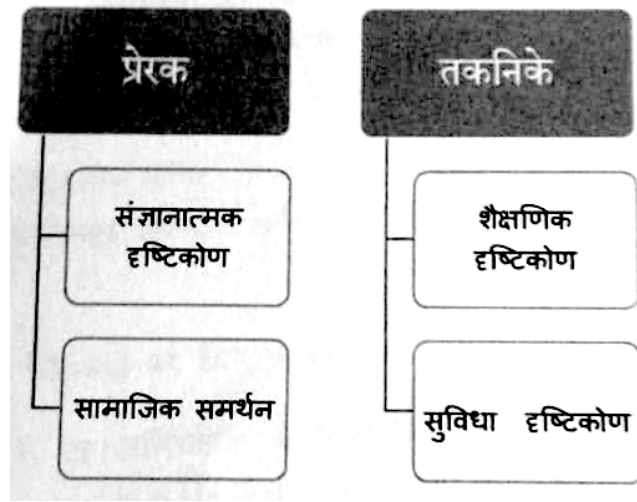 प्रेरक
संज्ञानात्मक
दृष्टिकोण
सामाजिक समर्थन
तकनिके
शैक्षणिक
दृष्टिकोण
सुविधा दृष्टिकोण